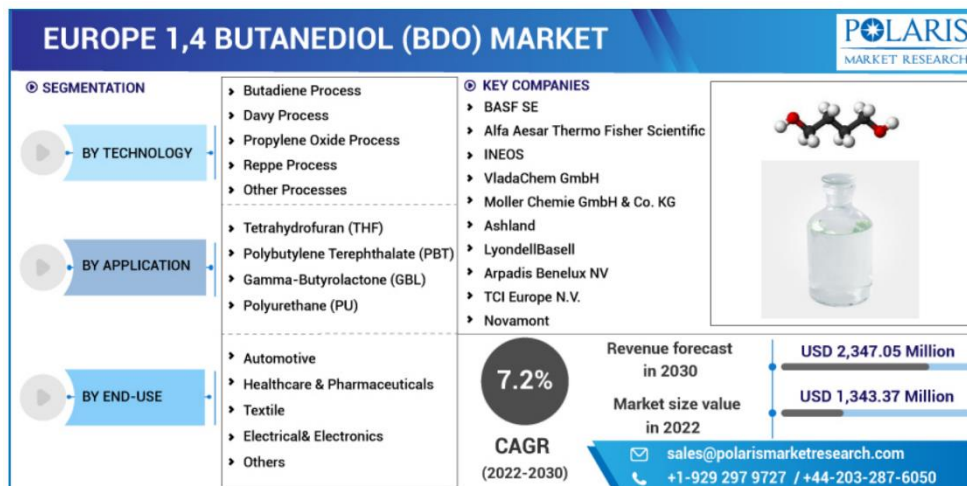 EUROPE 1,4 BUTANEDIOL (BDO) MARKET
POLARIS
MARKET RESEARCH
SEGMENTATION
BY TECHNOLOGY
Butadiene Process
Davy Process
Propylene Oxide Process
Reppe Process
Other Processes
BY APPLICATION
Tetrahydrofuran (THF)
Polybutylene Terephthalate (PBT)
Gamma-Butyrolactone (GBL)
Polyurethane (PU)
BY END-USE
Automotive
Healthcare & Pharmaceuticals
Textile
Electrical& Electronics
Others
KEY COMPANIES
BASF SE
Alfa Aesar Thermo Fisher Scientific
INEOS
VladaChem GmbH
Moller Chemie GmbH & Co. KG
Ashland
LyondellBasell
Arpadis Benelux NV
TCI Europe N.V.
Novamont
7.2%
CAGR
(2022-2030)
Revenue forecast
in 2030
USD 2,347.05 Million
Market size value
in 2022
USD 1,343.37 Million
sales@polarismarketresearch.com
+1-929 297 9727 / +44-203-287-6050